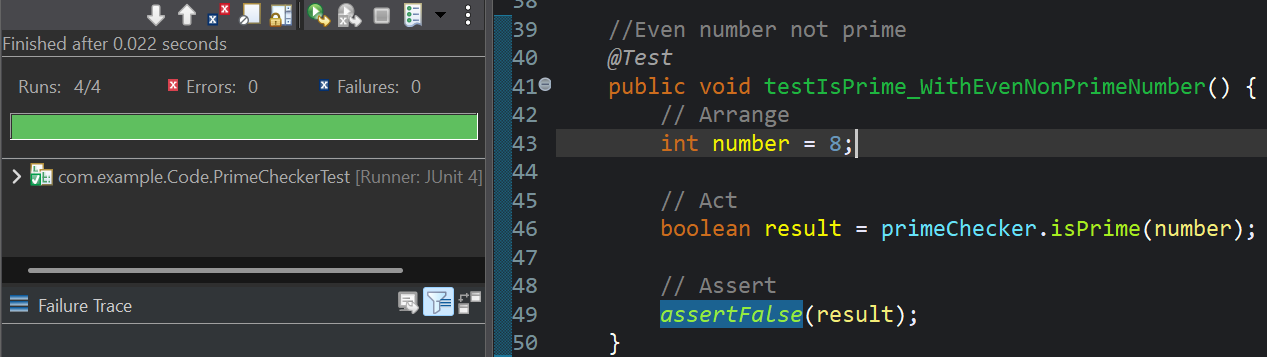 Finished after 0.022 seconds
Runs: 4/4 Errors: 0 Failures: 0
com.example.Code.PrimeCheckerTest [Runner: JUnit 4]
Failure Trace
38
39 //Even number not prime
40 @Test
41 public void testIsPrime_WithEvenNonPrimeNumber() {
42 // Arrange
43 int number = 8;
44
45 // Act
46 boolean result = primeChecker.isPrime(number);
47
48 // Assert
49 assertFalse(result);
50 }